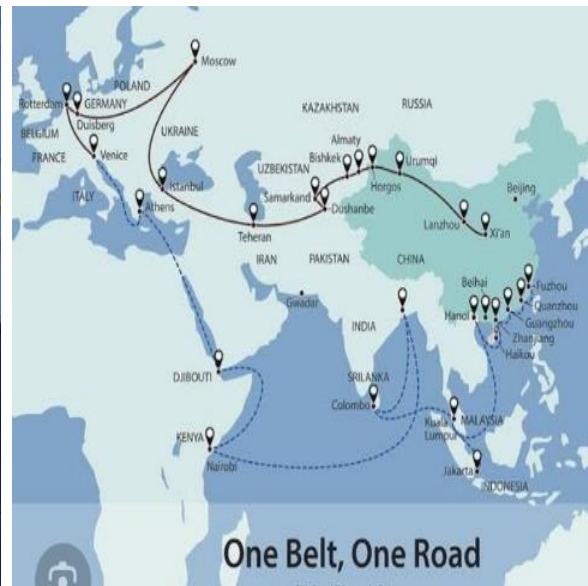 Moscow
POLAND
Rotterdam
GERMANY
RUSSIA
KAZAKHSTAN
Duisberg
BELGIUM
UKRAINE
Almaty
FRANCE
Venice
Bishkek
Urumqi
UZBEKISTAN
Horgos
ITALY
Istanbul
Beijing
Samarkand
Athens
Dushanbe
Lanzhou
Xi'an
Teheran
IRAN
PAKISTAN
CHINA
Beihai
Fuzhou
Gwadar
Quanzhou
INDIA
Hanoi
Guangzhou
Zhanjiang
Haikou
DJIBOUTI
SRILANKA
Colombo
Kuala
MALAYSIA
Lumpur
KENYA
Nairobi
Jakarta
INDONESIA
One Belt, One Road